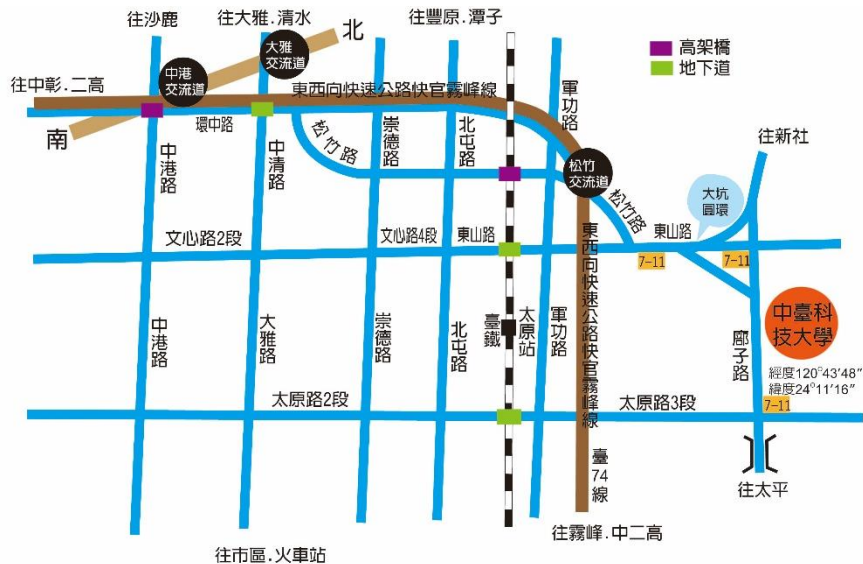 往沙鹿
往大雅.清水
往豐原.潭子
北
大雅
交流道
中港
交流道
高架橋
地下道
往中彰.二高
東西向快速公路快官霧峰線
南
環中路
軍功路
往新社
中港路
中清路
松竹路
崇德路
北屯路
松竹
交流道
松竹路
大坑
圓環
文心路2段
文心路4段
東山路
東山路
7-11
7-11
東西向快速公路快官霧峰線
中臺科
技大學
中港路
大雅路
崇德路
北屯路
臺鐵
太原站
軍功路
廍子路
經度120°43′48″
緯度24°11′16″
7-11
太原路2段
太原路3段
臺74線
往太平
往市區.火車站
往霧峰.中二高